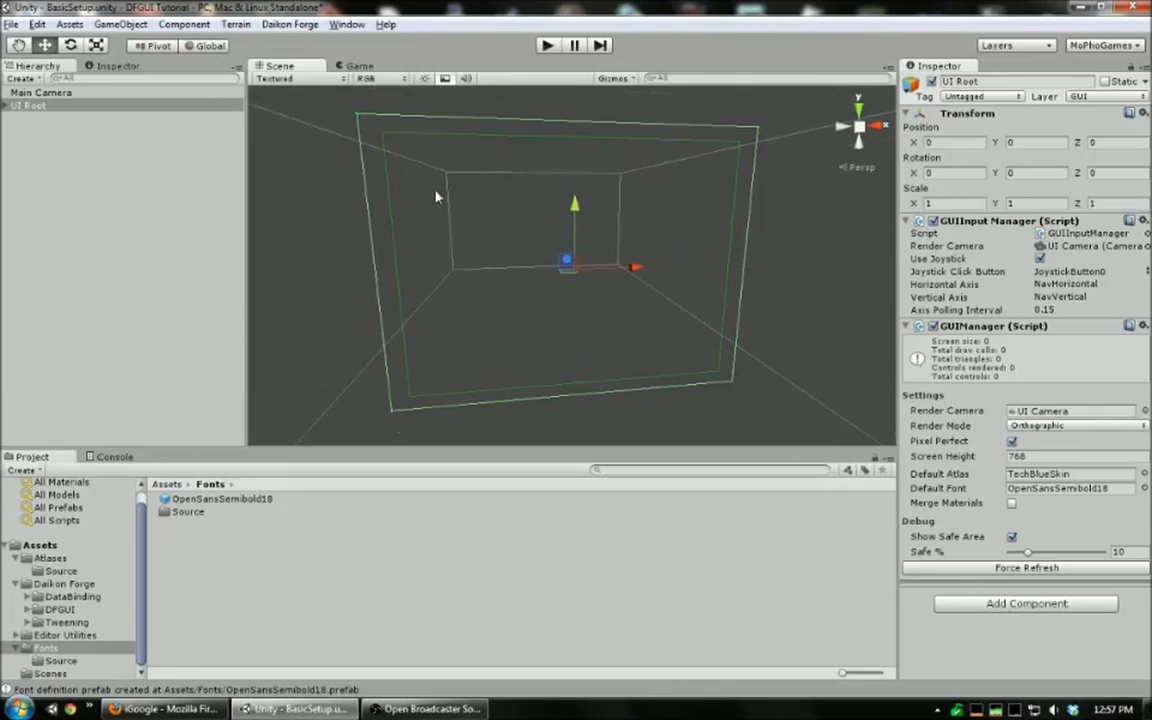 Unity - BasicSetup.unity - DFGUI Tutorial - PC, Mac & Linux Standalone*
File Edit Assets GameObject Component Terrain Daikon Forge Window Help
Pivot Global Layers MoPhoGames
Hierarchy Inspector Scene Game Inspector
Create All Textured RGB Gizmos All UI Root Static
Main Camera Tag Untagged Layer GUI
UI Root
y
Persp
Transform
Position
X 0 Y 0 Z 0
Rotation
X 0 Y 0 Z 0
Scale
X 1 Y 1 Z 1
GUIInput Manager (Script)
Script GUIInputManager
Render Camera UI Camera (Camera
Use Joystick
Joystick Click Button JoystickButton0
Horizontal Axis NavHorizontal
Vertical Axis NavVertical
Axis Polling Interval 0.15
GUIManager (Script)
Screen size: 0
Total draw calls: 0
Total triangles: 0
Controls rendered: 0
Total controls: 0
Settings
Render Camera UI Camera
Render Mode Orthographic
Pixel Perfect
Screen Height 768
Default Atlas TechBlueSkin
Default Font OpenSansSemibold18
Merge Materials
Debug
Show Safe Area
Safe % 10
Force Refresh
Add Component
Project Console
Create
All Materials
All Models
All Prefabs
All Scripts
Assets
Atlases
Source
Daikon Forge
DataBinding
DFGUI
Tweening
Editor Utilities
Fonts
Source
Scenes
Assets Fonts
OpenSansSemibold18
Source
Font definition prefab created at Assets/Fonts/OpenSansSemibold18.prefab
iGoogle - Mozilla Fir... Unity - BasicSetup.u... Open Broadcaster So... 12:57 PM